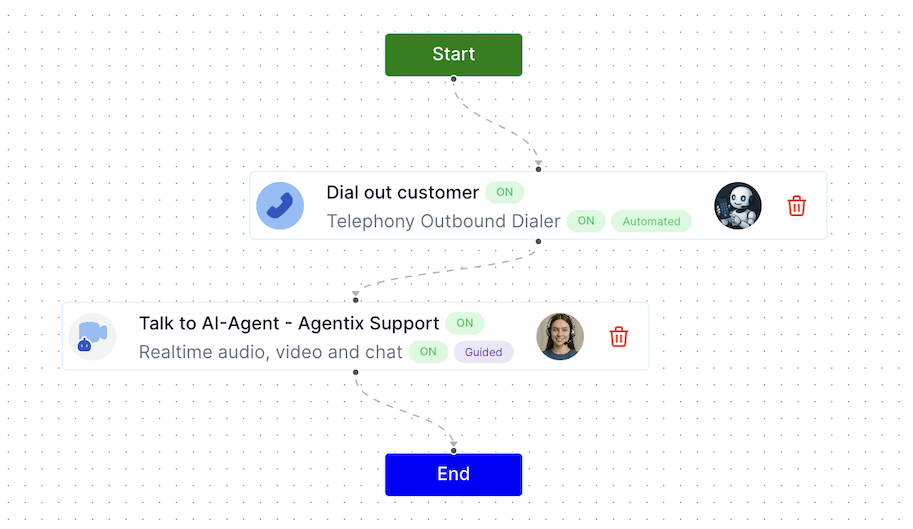 Start
Dial out customer ON
Telephony Outbound Dialer ON Automated
Talk to AI-Agent - Agentix Support ON
Realtime audio, video and chat ON Guided
End